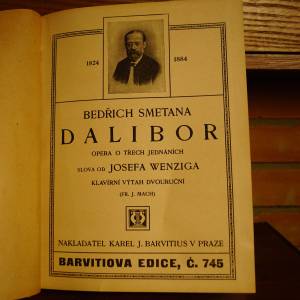 1824 1884
BEDŘICH SMETANA
DALIBOR
OPERA O TŘECH JEDNÁNÍCH
SLOVA OD JOSEFA WENZIGA
KLAVÍRNÍ VÝTAH DVOURUČNÍ
(FR. J. MACH)
NAKLADATEL KAREL J. BARVITIUS V PRAZE
BARVITIOVA EDICE, Č. 745